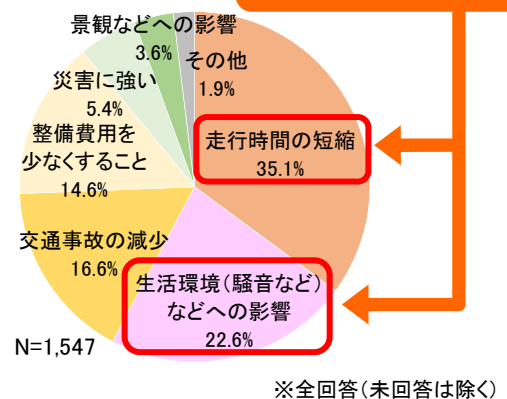 景観などへの影響
3.6%
その他
1.9%
災害に強い
5.4%
整備費用を
少なくすること
14.6%
走行時間の短縮
35.1%
交通事故の減少
16.6%
生活環境（騒音など）
などへの影響
22.6%
N=1,547
※全回答（未回答は除く）